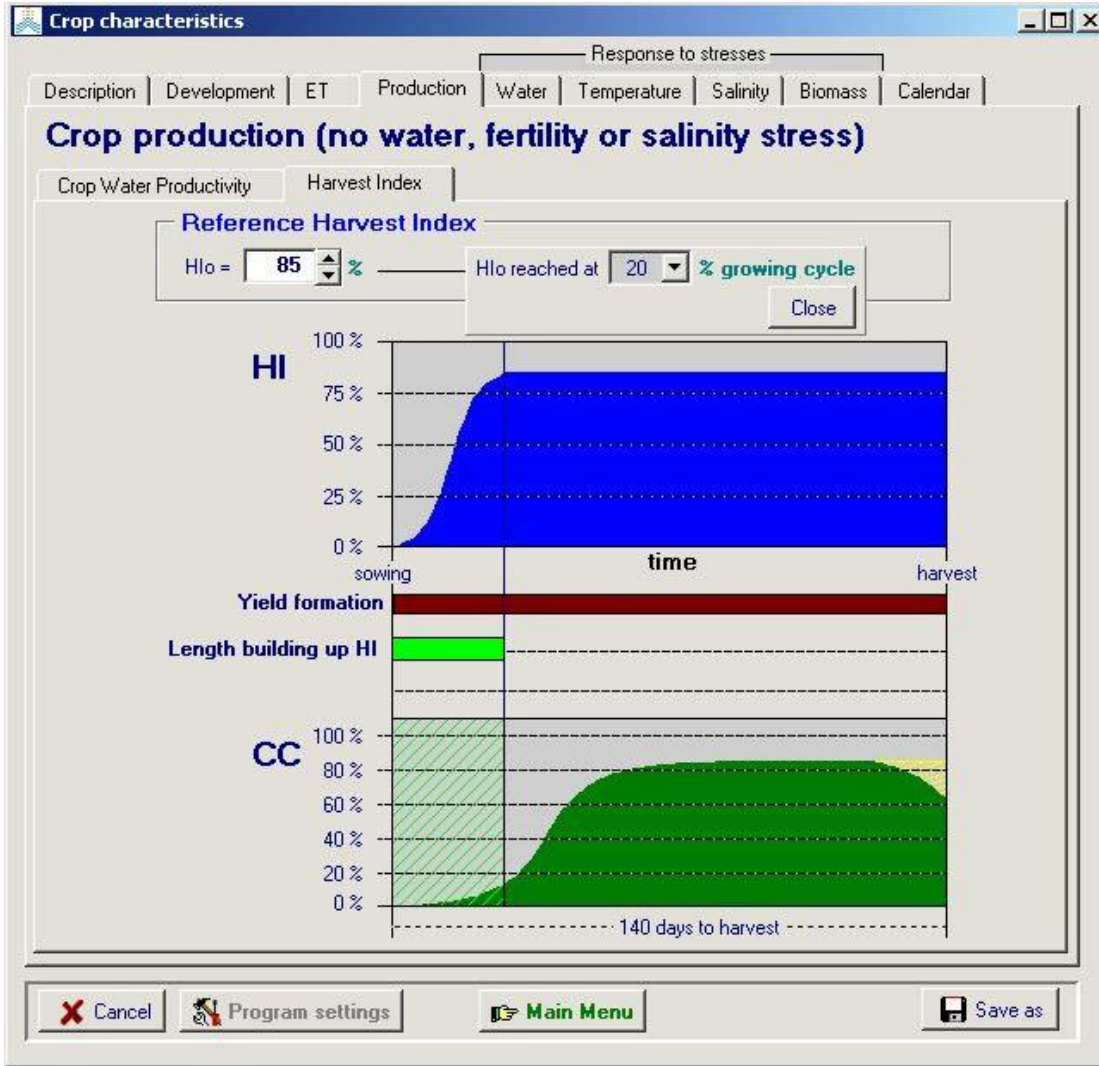 Crop characteristics
Response to stresses
Description Development ET Production Water Temperature Salinity Biomass Calendar
Crop production (no water, fertility or salinity stress)
Crop Water Productivity Harvest Index
Reference Harvest Index
HIo = 85 % HIo reached at 20 % growing cycle
Close
HI
100 %
75 %
50 %
25 %
0 %
sowing time harvest
Yield formation
Length building up HI
CC
100 %
80 %
60 %
40 %
20 %
0 %
140 days to harvest
Cancel Program settings Main Menu Save as